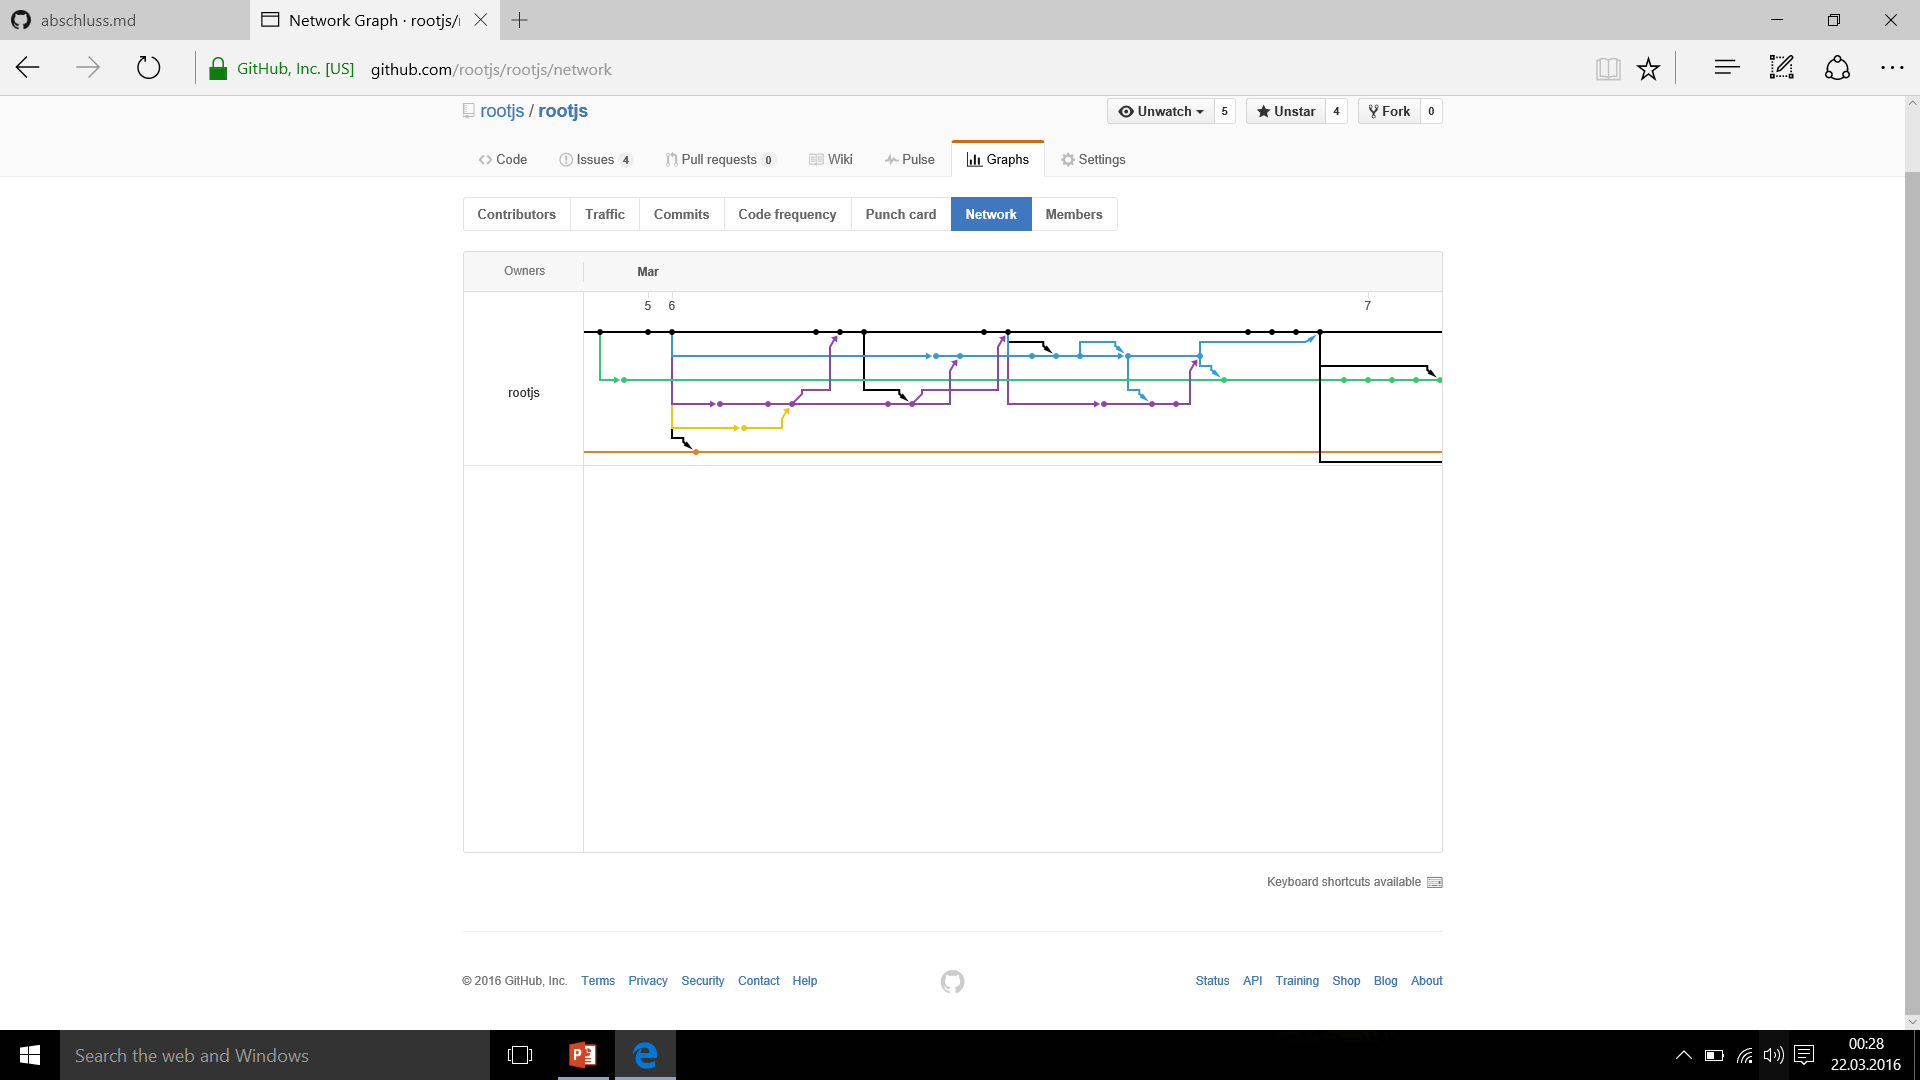 abschluss.md
Network Graph · rootjs/r
GitHub, Inc. [US] github.com/rootjs/rootjs/network
rootjs / rootjs
Unwatch 5 Unstar 4 Fork 0
Code Issues 4 Pull requests 0 Wiki Pulse Graphs Settings
Contributors Traffic Commits Code frequency Punch card Network Members
Owners Mar
5 6 7
rootjs
Keyboard shortcuts available
© 2016 GitHub, Inc. Terms Privacy Security Contact Help Status API Training Shop Blog About
Search the web and Windows
00:28
22.03.2016